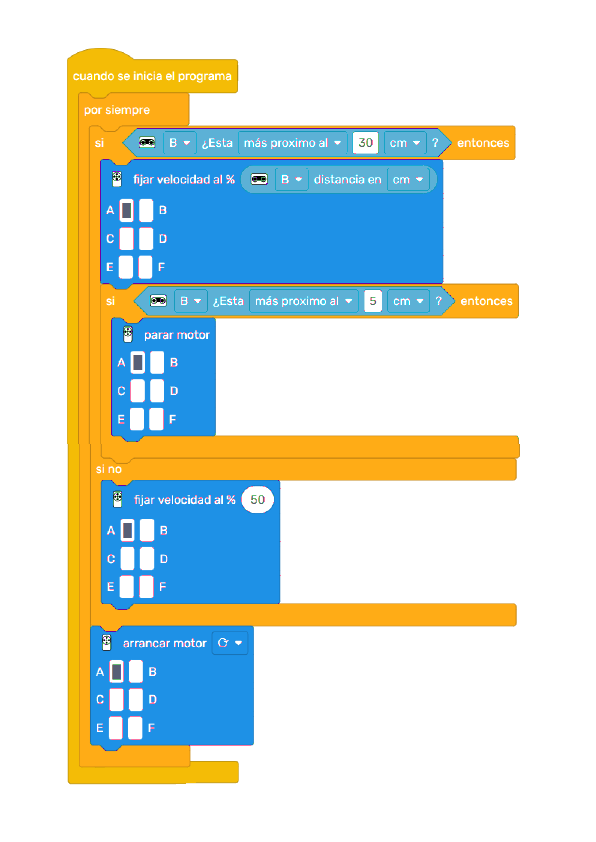 cuando se inicia el programa
por siempre
si B ¿Esta más proximo al 30 cm ? entonces
fijar velocidad al % B distancia en cm
A B
C D
E F
si B ¿Esta más proximo al 5 cm ? entonces
parar motor
A B
C D
E F
si no
fijar velocidad al % 50
A B
C D
E F
arrancar motor
A B
C D
E F